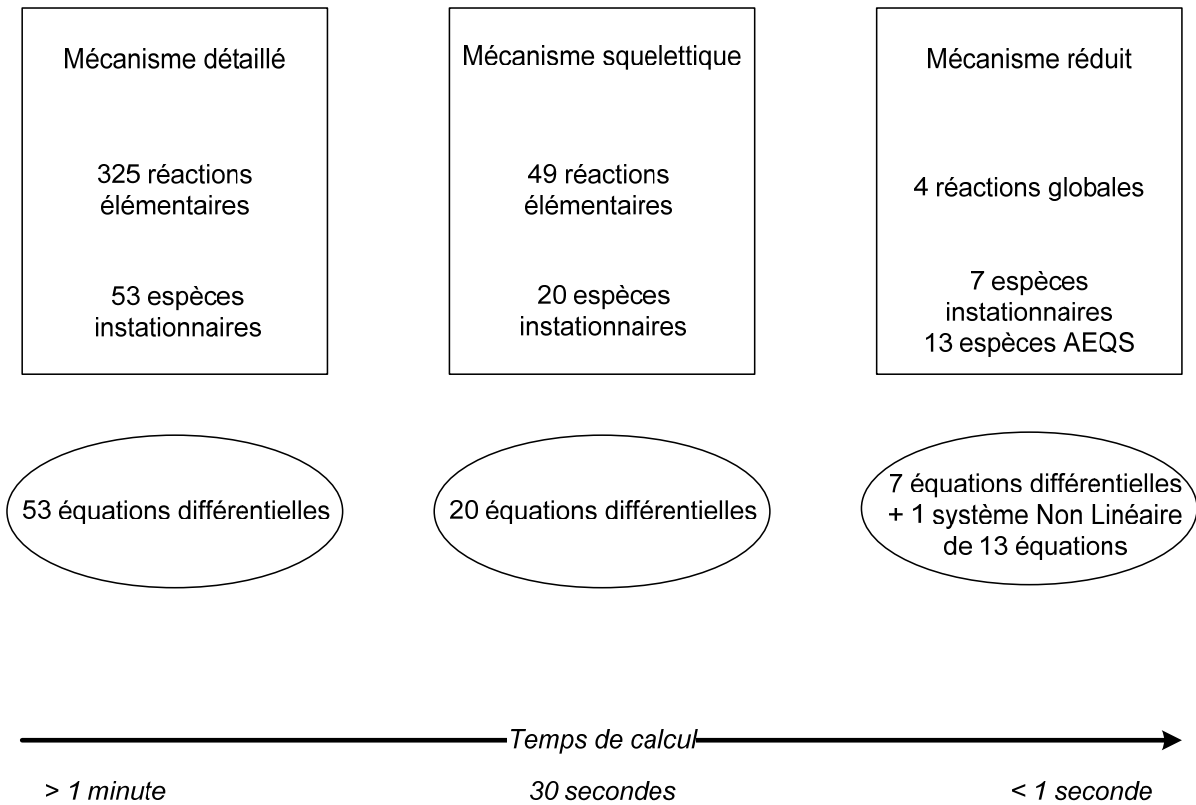 Mécanisme détaillé
325 réactions
élémentaires
53 espèces
instationnaires
Mécanisme squelettique
49 réactions
élémentaires
20 espèces
instationnaires
Mécanisme réduit
4 réactions globales
7 espèces
instationnaires
13 espèces AEQS
53 équations différentielles
20 équations différentielles
7 équations différentielles
+ 1 système Non Linéaire
de 13 équations
Temps de calcul
> 1 minute
30 secondes
< 1 seconde